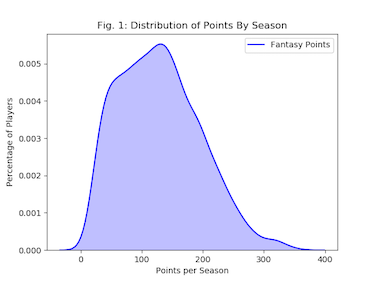 Fig. 1: Distribution of Points By Season
Fantasy Points
Percentage of Players
0.005
0.004
0.003
0.002
0.001
0.000
0 100 200 300 400
Points per Season